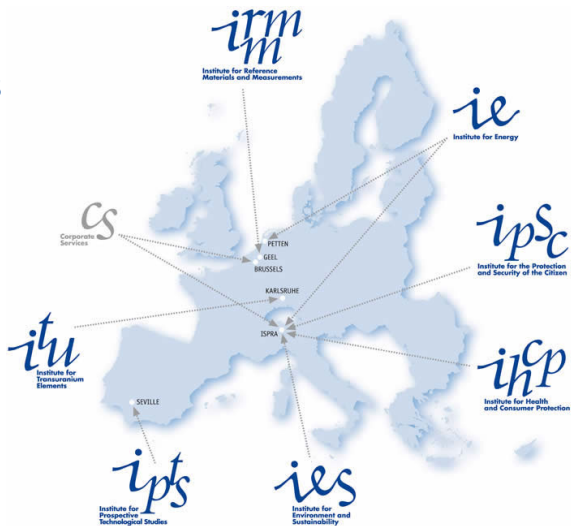 irmm
Institute for Reference
Materials and Measurements
ie
Institute for Energy
cs
Corporate
Services
ipsc
Institute for the Protection
and Security of the Citizen
PETTEN
GEEL
BRUSSELS
KARLSRUHE
ISPRA
itu
Institute for
Transuranium
Elements
ihcp
Institute for Health
and Consumer Protection
SEVILLE
ipts
Institute for
Prospective
Technological Studies
ies
Institute for
Environment and
Sustainability